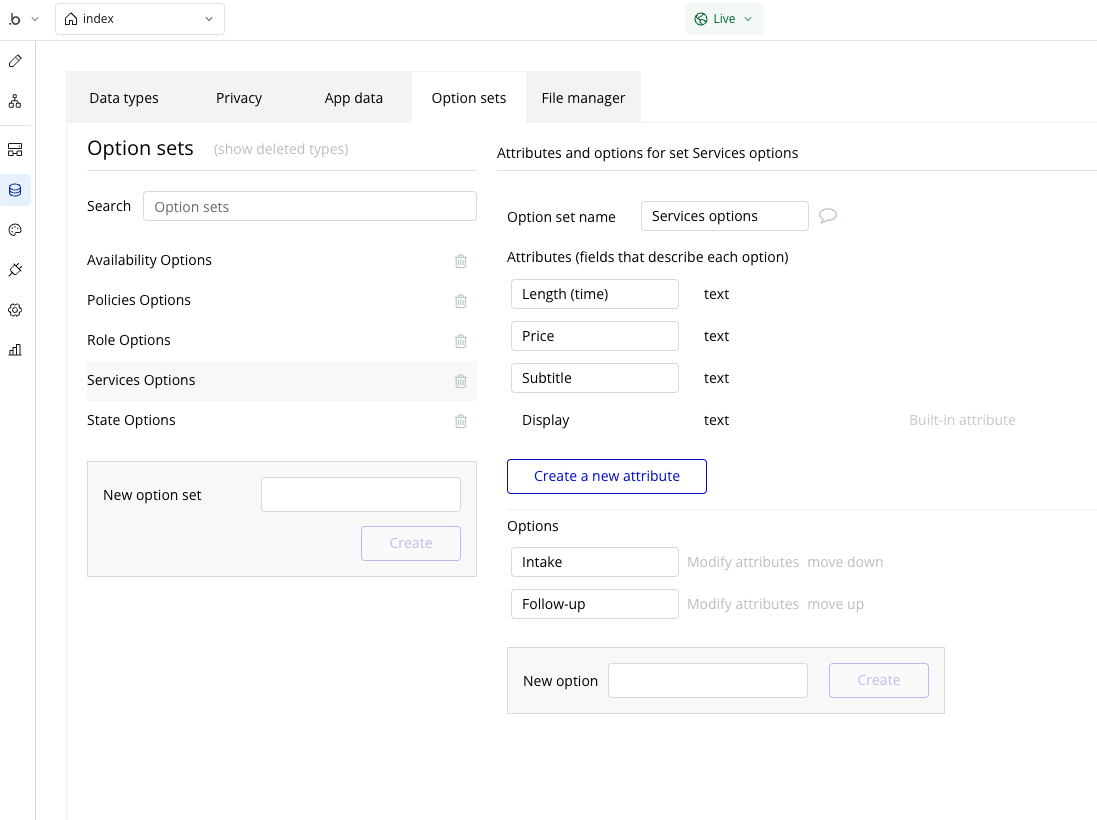 b
index
Live
Data types
Privacy
App data
Option sets
File manager
Option sets (show deleted types)
Search
Option sets
Availability Options
Policies Options
Role Options
Services Options
State Options
New option set
Create
Attributes and options for set Services options
Option set name
Services options
Attributes (fields that describe each option)
Length (time) text
Price text
Subtitle text
Display text Built-in attribute
Create a new attribute
Options
Intake Modify attributes move down
Follow-up Modify attributes move up
New option
Create